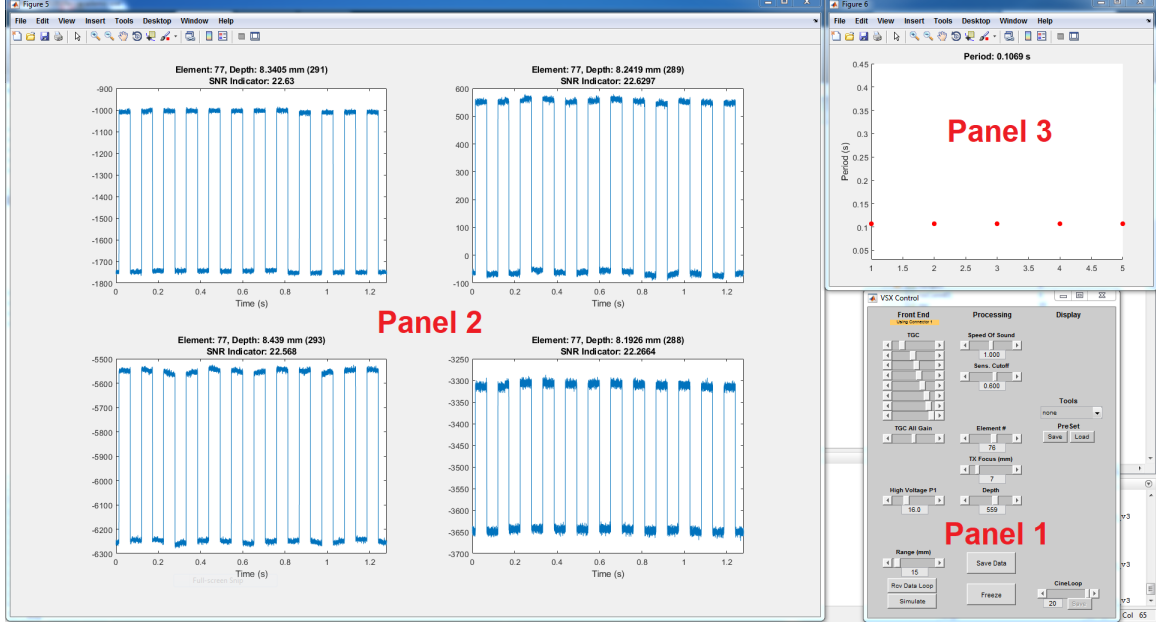 Figure 5
File Edit View Insert Tools Desktop Window Help
Element: 77, Depth: 8.3405 mm (291)
SNR Indicator: 22.63
-900
-1000
-1100
-1200
-1300
-1400
-1500
-1600
-1700
-1800
0 0.2 0.4 0.6 0.8 1 1.2
Time (s)
Element: 77, Depth: 8.2419 mm (289)
SNR Indicator: 22.6297
600
500
400
300
200
100
0
-100
0 0.2 0.4 0.6 0.8 1 1.2
Time (s)
Panel 2
Element: 77, Depth: 8.439 mm (293)
SNR Indicator: 22.568
-5500
-5600
-5700
-5800
-5900
-6000
-6100
-6200
-6300
0 0.2 0.4 0.6 0.8 1 1.2
Time (s)
Full-screen Snip
Element: 77, Depth: 8.1926 mm (288)
SNR Indicator: 22.2664
-3250
-3300
-3350
-3400
-3450
-3500
-3550
-3600
-3650
-3700
0 0.2 0.4 0.6 0.8 1 1.2
Time (s)
Figure 6
File Edit View Insert Tools Desktop Window Help
Period: 0.1069 s
Panel 3
Period (s)
0.45
0.4
0.35
0.3
0.25
0.2
0.15
0.1
0.05
1 1.5 2 2.5 3 3.5 4 4.5 5
VSX Control
Front End Processing Display
Using Connector 1
TGC
Speed Of Sound
1.000
Sens. Cutoff
0.600
Tools
none
TGC All Gain
Element #
76
PreSet
Save Load
TX Focus (mm)
7
High Voltage P1
16.0
Depth
559
Panel 1
Range (mm)
15
Save Data
Rcv Data Loop
Simulate
Freeze
CineLoop
20 Save
v3
v3
v3
Col 65